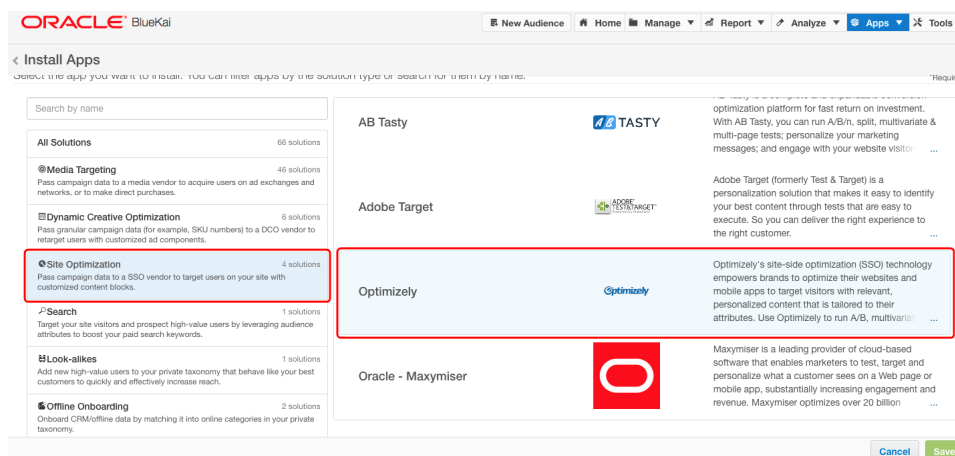 ORACLE BlueKai
New Audience Home Manage Report Analyze Apps Tools
< Install Apps
Select the app you want to install. You can filter apps by the solution type or search for them by name.
*Requi
Search by name
All Solutions 66 solutions
Media Targeting 46 solutions
Pass campaign data to a media vendor to acquire users on ad exchanges and
networks, or to make direct purchases.
Dynamic Creative Optimization 6 solutions
Pass granular campaign data (for example, SKU numbers) to a DCO vendor to
retarget users with customized ad components.
Site Optimization 4 solutions
Pass campaign data to a SSO vendor to target users on your site with
customized content blocks.
Search 1 solutions
Target your site visitors and prospect high-value users by leveraging audience
attributes to boost your paid search keywords.
Look-alikes 1 solutions
Add new high-value users to your private taxonomy that behave like your best
customers to quickly and effectively increase reach.
Offline Onboarding 2 solutions
Onboard CRM/offline data by matching it into online categories in your private
taxonomy.
AB Tasty
AB TASTY
AB Tasty is a complete and expandable conversion
optimization platform for fast return on investment.
With AB Tasty, you can run A/B/n, split, multivariate &
multi-page tests; personalize your marketing
messages; and engage with your website visitor ...
Adobe Target
ADOBE
TEST&TARGET
Adobe Target (formerly Test & Target) is a
personalization solution that makes it easy to identify
your best content through tests that are easy to
execute. So you can deliver the right experience to
the right customer. ...
Optimizely
Optimizely
Optimizely's site-side optimization (SSO) technology
empowers brands to optimize their websites and
mobile apps to target visitors with relevant,
personalized content that is tailored to their
attributes. Use Optimizely to run A/B, multivaria ...
Oracle - Maxymiser
Maxymiser is a leading provider of cloud-based
software that enables marketers to test, target and
personalize what a customer sees on a Web page or
mobile app, substantially increasing engagement and
revenue. Maxymiser optimizes over 20 billion ...
Cancel Save